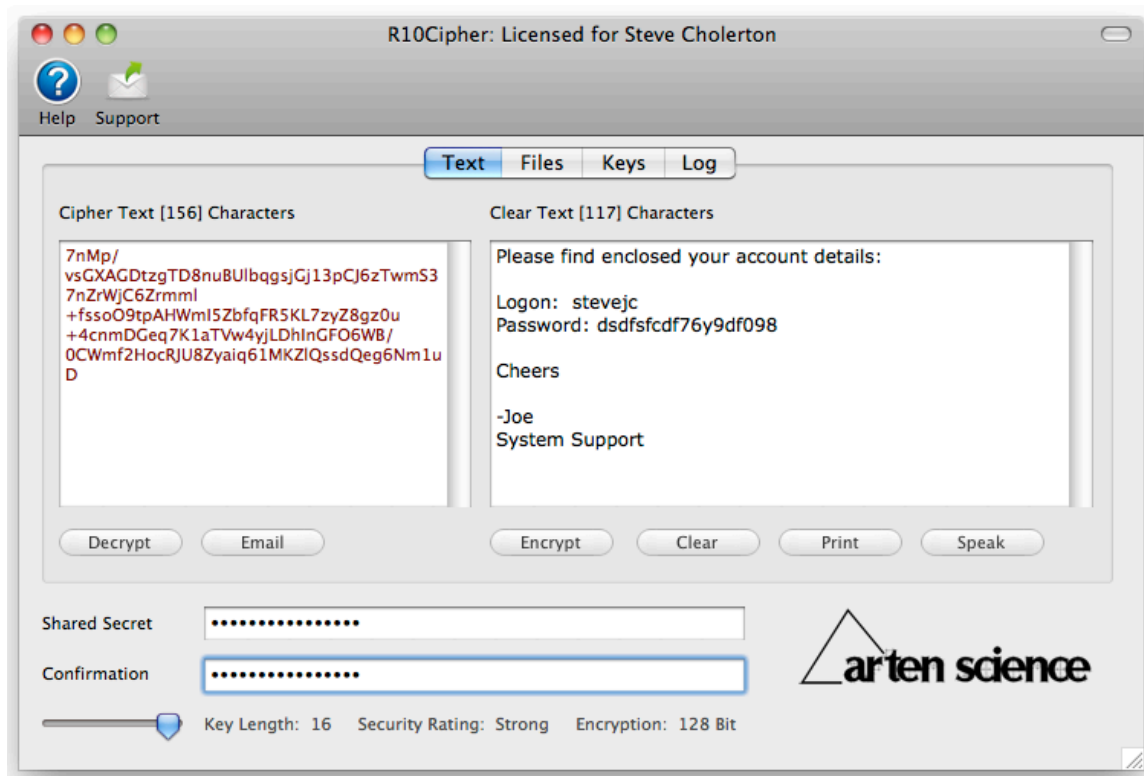 R10Cipher: Licensed for Steve Cholerton
Help Support
Text Files Keys Log
Cipher Text [156] Characters
7nMp/
vsGXAGDtzgTD8nuBUlbqgsjGj13pCJ6zTwmS3
7nZrWjC6Zrmml
+fssoO9tpAHWmI5ZbfqFR5KL7zyZ8gz0u
+4cnmDGeq7K1aTVw4yjLDhInGFO6WB/
0CWmf2HocRJU8Zyaiq61MKZlQssdQeg6Nm1u
D
Clear Text [117] Characters
Please find enclosed your account details:
Logon: stevejc
Password: dsdfsfcdf76y9df098
Cheers
-Joe
System Support
Decrypt Email Encrypt Clear Print Speak
Shared Secret
Confirmation
arten science
Key Length: 16 Security Rating: Strong Encryption: 128 Bit